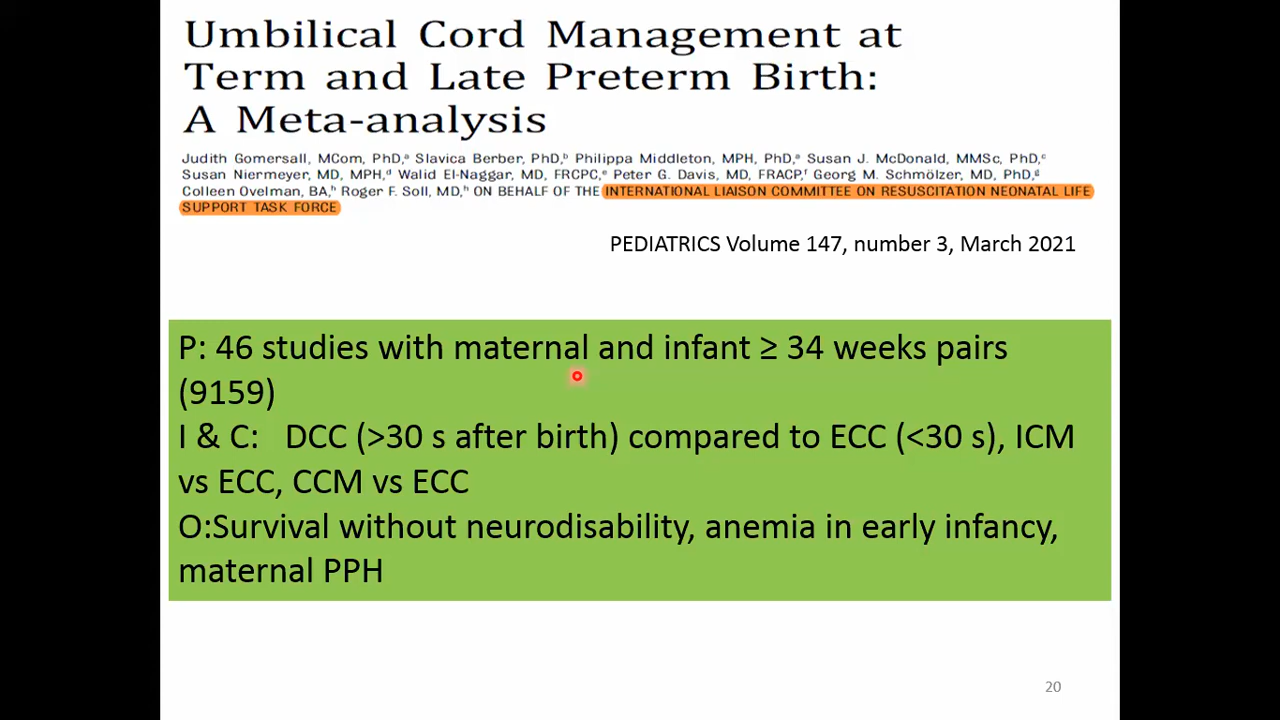 Umbilical Cord Management at
Term and Late Preterm Birth:
A Meta-analysis
Judith Gomersall, MCom, PhD,ᵃ Slavica Berber, PhD,ᵇ Philippa Middleton, MPH, PhD,ᵃ Susan J. McDonald, MMSc, PhD,ᶜ
Susan Niermeyer, MD, MPH,ᵈ Walid El-Naggar, MD, FRCPC,ᵉ Peter G. Davis, MD, FRACP,ᶠ Georg M. Schmölzer, MD, PhD,ᵍ
Colleen Ovelman, BA,ʰ Roger F. Soll, MD,ʰ ON BEHALF OF THE INTERNATIONAL LIAISON COMMITTEE ON RESUSCITATION NEONATAL LIFE
SUPPORT TASK FORCE
PEDIATRICS Volume 147, number 3, March 2021
P: 46 studies with maternal and infant ≥ 34 weeks pairs
(9159)
I & C: DCC (>30 s after birth) compared to ECC (<30 s), ICM
vs ECC, CCM vs ECC
O:Survival without neurodisability, anemia in early infancy,
maternal PPH
20